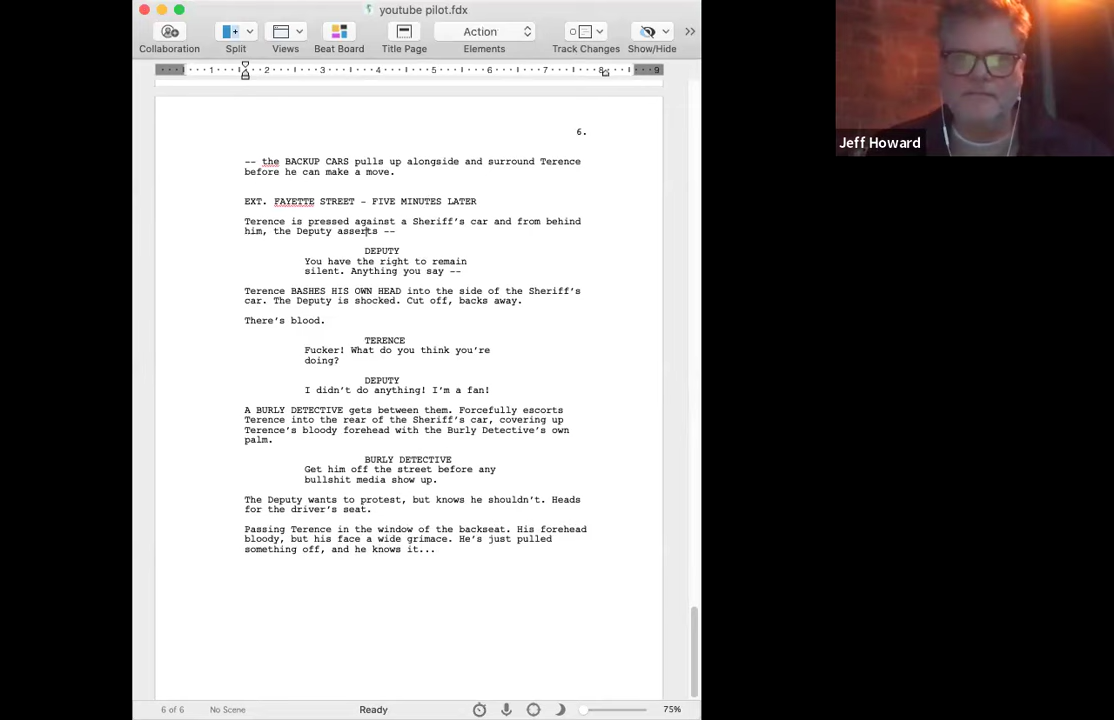 youtube pilot.fdx
Collaboration
Split
Views
Beat Board
Title Page
Action
Elements
Track Changes
Show/Hide
1 2 3 4 5 6 7 8 9
6.
-- the BACKUP CARS pulls up alongside and surround Terence
before he can make a move.
EXT. FAYETTE STREET - FIVE MINUTES LATER
Terence is pressed against a Sheriff's car and from behind
him, the Deputy asserts --
DEPUTY
You have the right to remain
silent. Anything you say --
Terence BASHES HIS OWN HEAD into the side of the Sheriff's
car. The Deputy is shocked. Cut off, backs away.
There's blood.
TERENCE
Fucker! What do you think you're
doing?
DEPUTY
I didn't do anything! I'm a fan!
A BURLY DETECTIVE gets between them. Forcefully escorts
Terence into the rear of the Sheriff's car, covering up
Terence's bloody forehead with the Burly Detective's own
palm.
BURLY DETECTIVE
Get him off the street before any
bullshit media show up.
The Deputy wants to protest, but knows he shouldn't. Heads
for the driver's seat.
Passing Terence in the window of the backseat. His forehead
bloody, but his face a wide grimace. He's just pulled
something off, and he knows it...
6 of 6
No Scene
Ready
75%
Jeff Howard